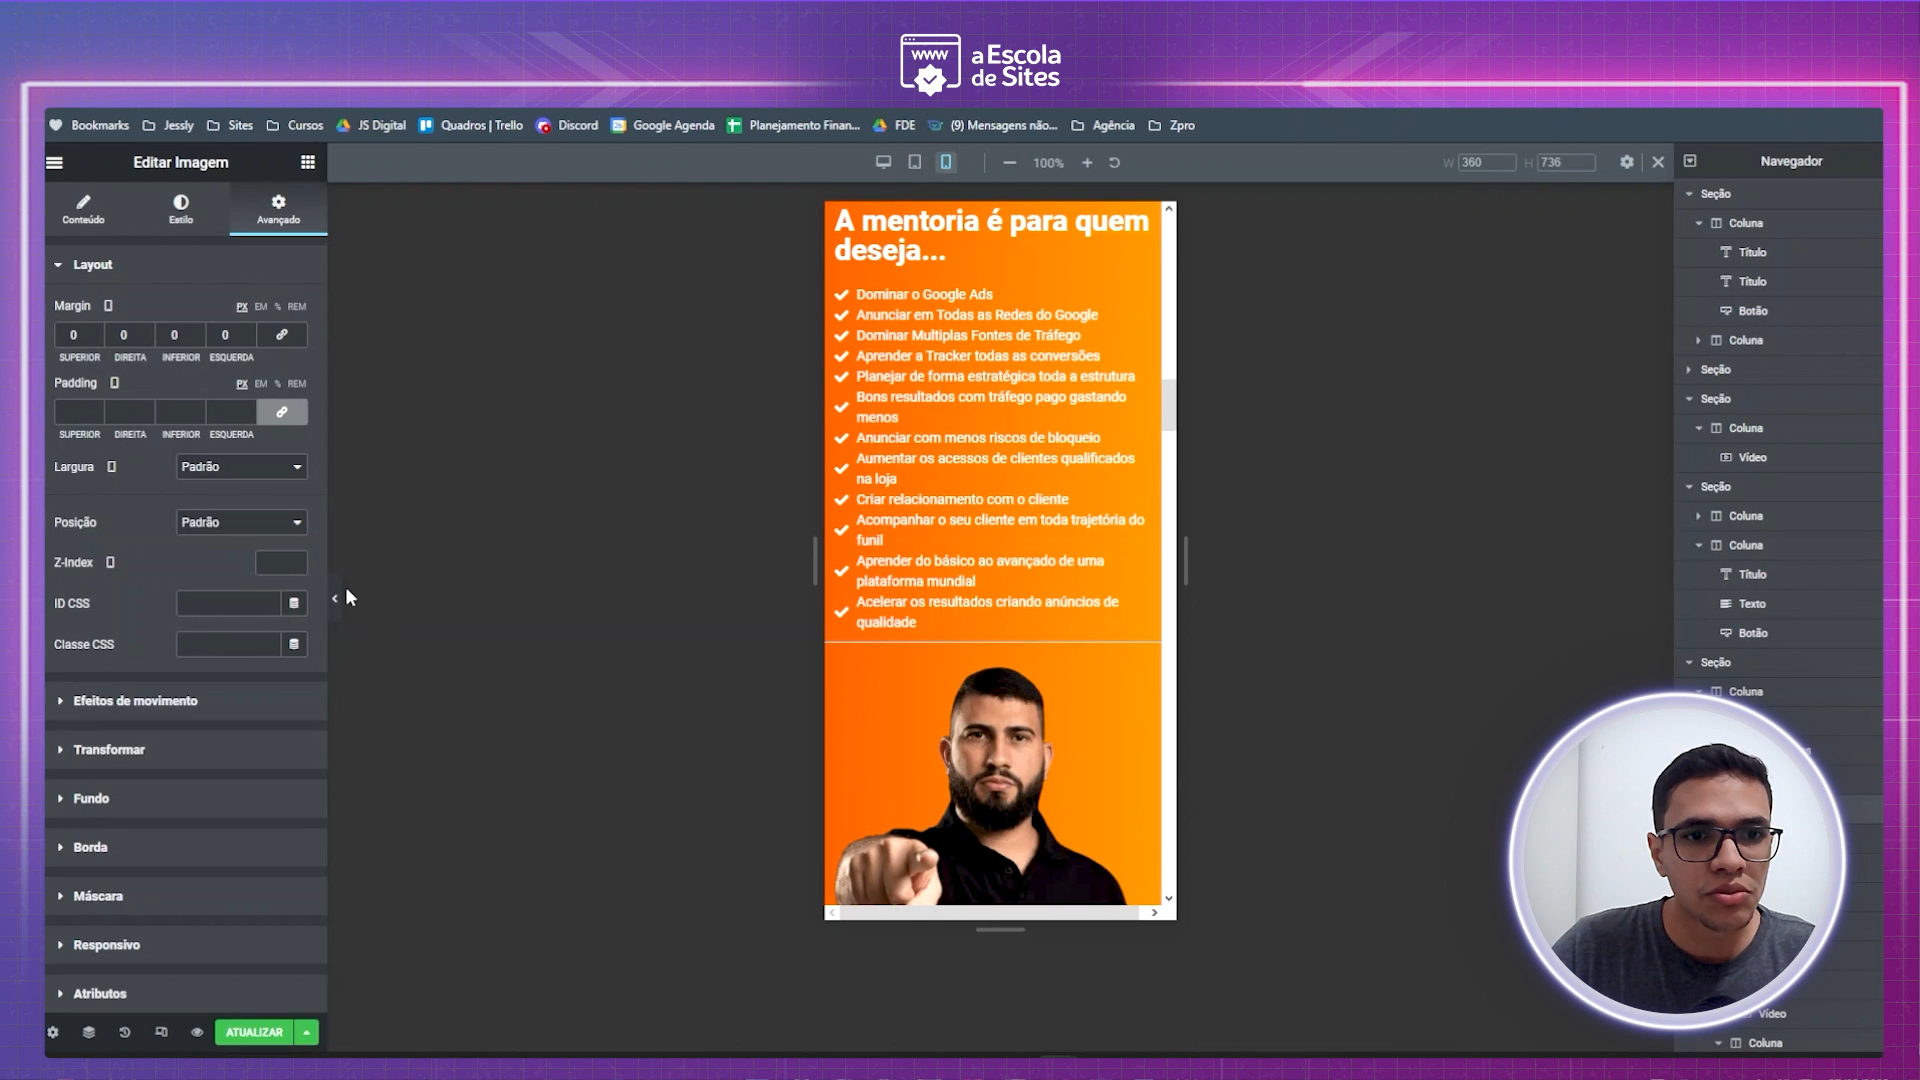 www
a Escola
de Sites
Bookmarks Jessly Sites Cursos JS Digital Quadros | Trello Discord Google Agenda Planejamento Finan... FDE (9) Mensagens não... Agência Zpro
Editar Imagem
100%
W 360 H 736
Navegador
Conteúdo Estilo Avançado
Layout
Margin PX EM % REM
0 0 0 0
SUPERIOR DIREITA INFERIOR ESQUERDA
Padding PX EM % REM
SUPERIOR DIREITA INFERIOR ESQUERDA
Largura Padrão
Posição Padrão
Z-Index
ID CSS
Classe CSS
Efeitos de movimento
Transformar
Fundo
Borda
Máscara
Responsivo
Atributos
ATUALIZAR
A mentoria é para quem
deseja...
Dominar o Google Ads
Anunciar em Todas as Redes do Google
Dominar Multiplas Fontes de Tráfego
Aprender a Tracker todas as conversões
Planejar de forma estratégica toda a estrutura
Bons resultados com tráfego pago gastando
menos
Anunciar com menos riscos de bloqueio
Aumentar os acessos de clientes qualificados
na loja
Criar relacionamento com o cliente
Acompanhar o seu cliente em toda trajetória do
funil
Aprender do básico ao avançado de uma
plataforma mundial
Acelerar os resultados criando anúncios de
qualidade
Seção
Coluna
Título
Título
Botão
Coluna
Seção
Seção
Coluna
Vídeo
Seção
Coluna
Coluna
Título
Texto
Botão
Seção
Coluna
Vídeo
Coluna